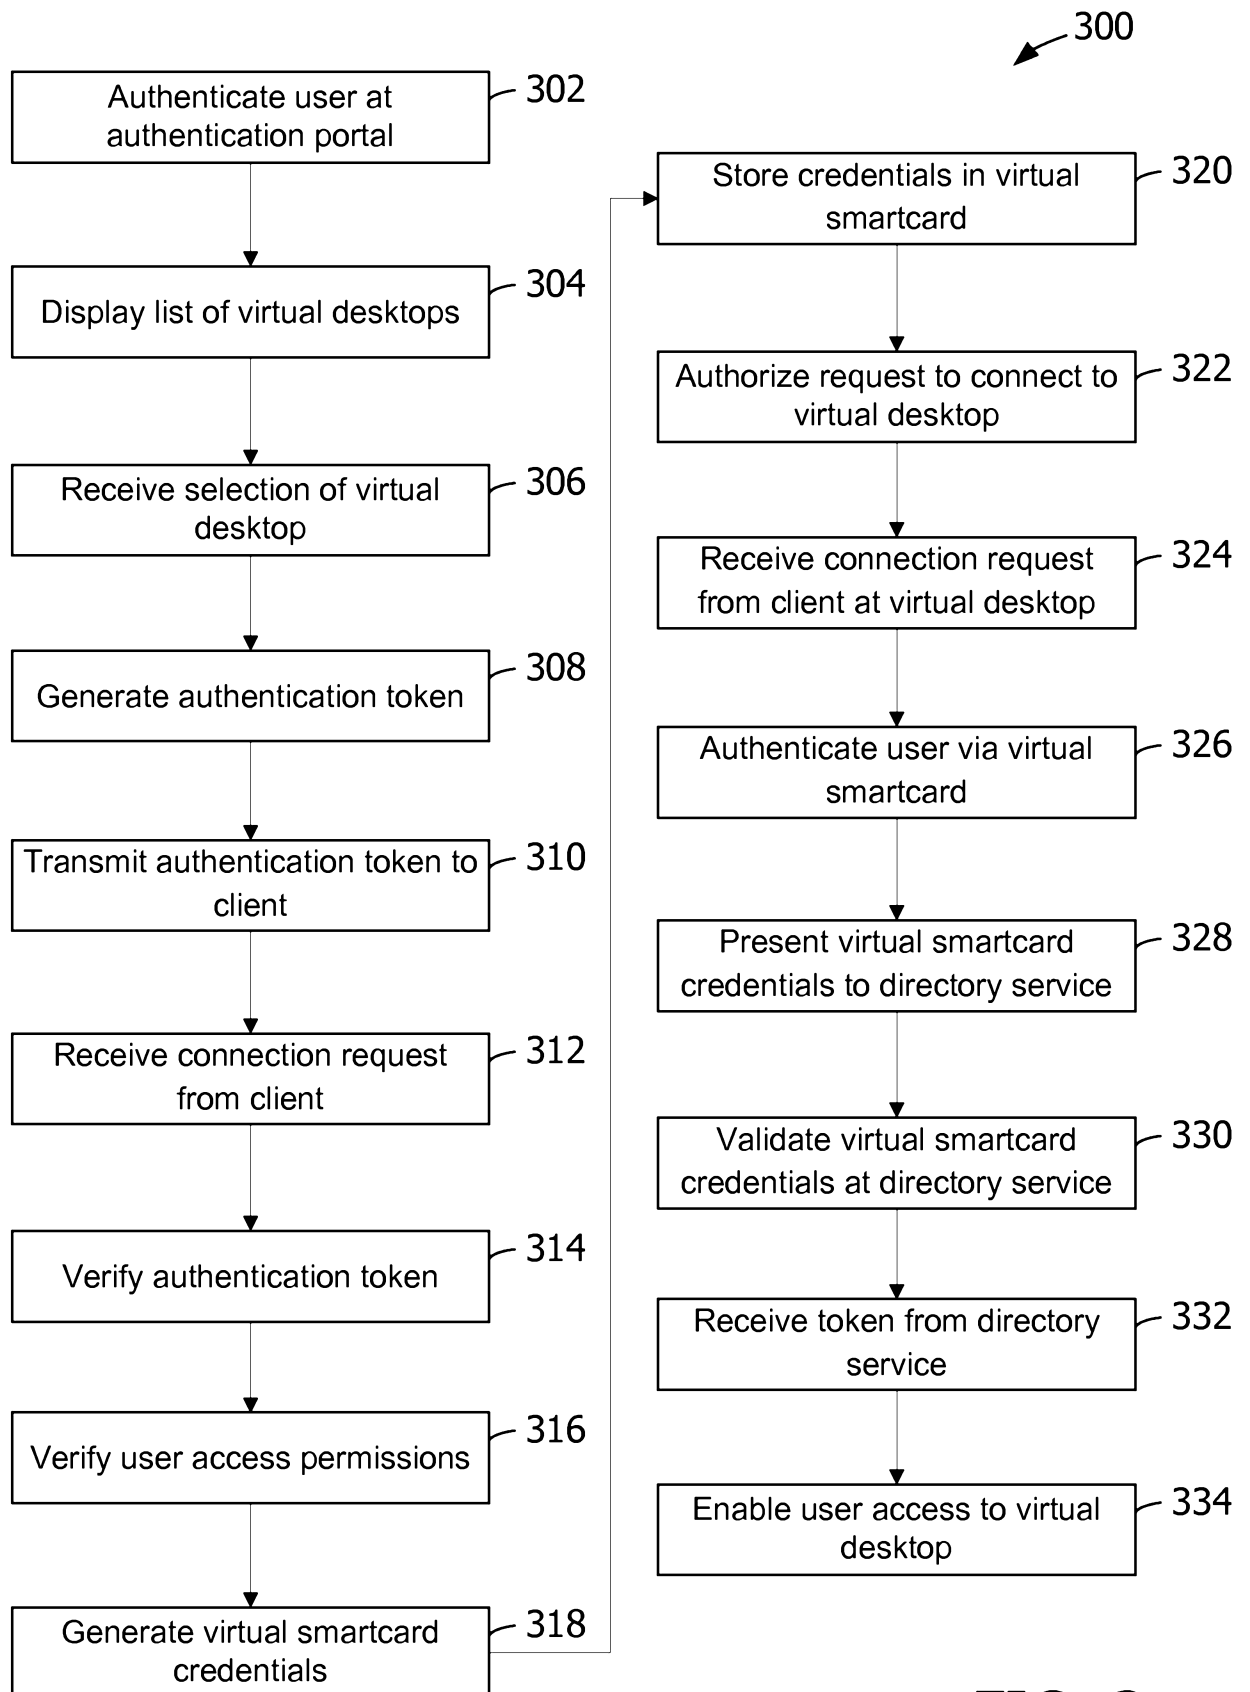 300
Authenticate user at
authentication portal
302
Display list of virtual desktops
304
Receive selection of virtual
desktop
306
Generate authentication token
308
Transmit authentication token to
client
310
Receive connection request
from client
312
Verify authentication token
314
Verify user access permissions
316
Generate virtual smartcard
credentials
318
Store credentials in virtual
smartcard
320
Authorize request to connect to
virtual desktop
322
Receive connection request
from client at virtual desktop
324
Authenticate user via virtual
smartcard
326
Present virtual smartcard
credentials to directory service
328
Validate virtual smartcard
credentials at directory service
330
Receive token from directory
service
332
Enable user access to virtual
desktop
334